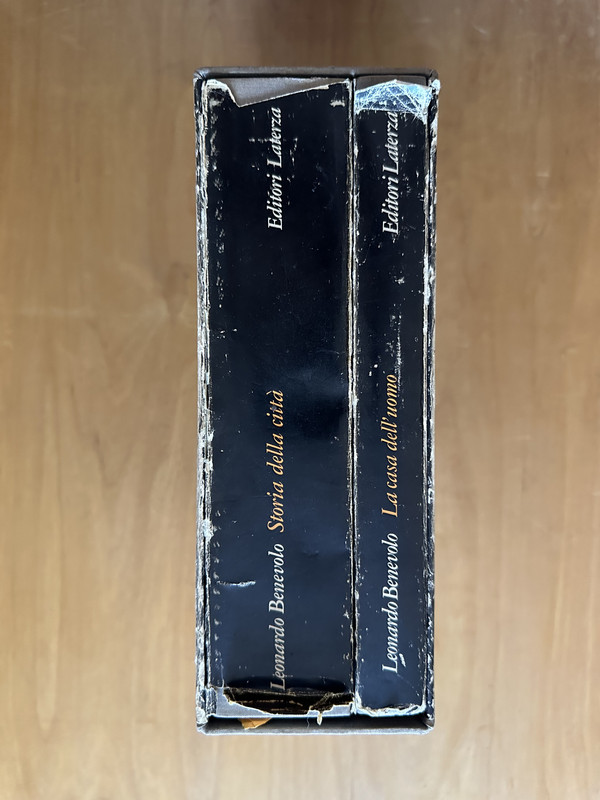 Leonardo Benevolo Storia della città Editori Laterza
Leonardo Benevolo La casa dell'uomo Editori Laterza